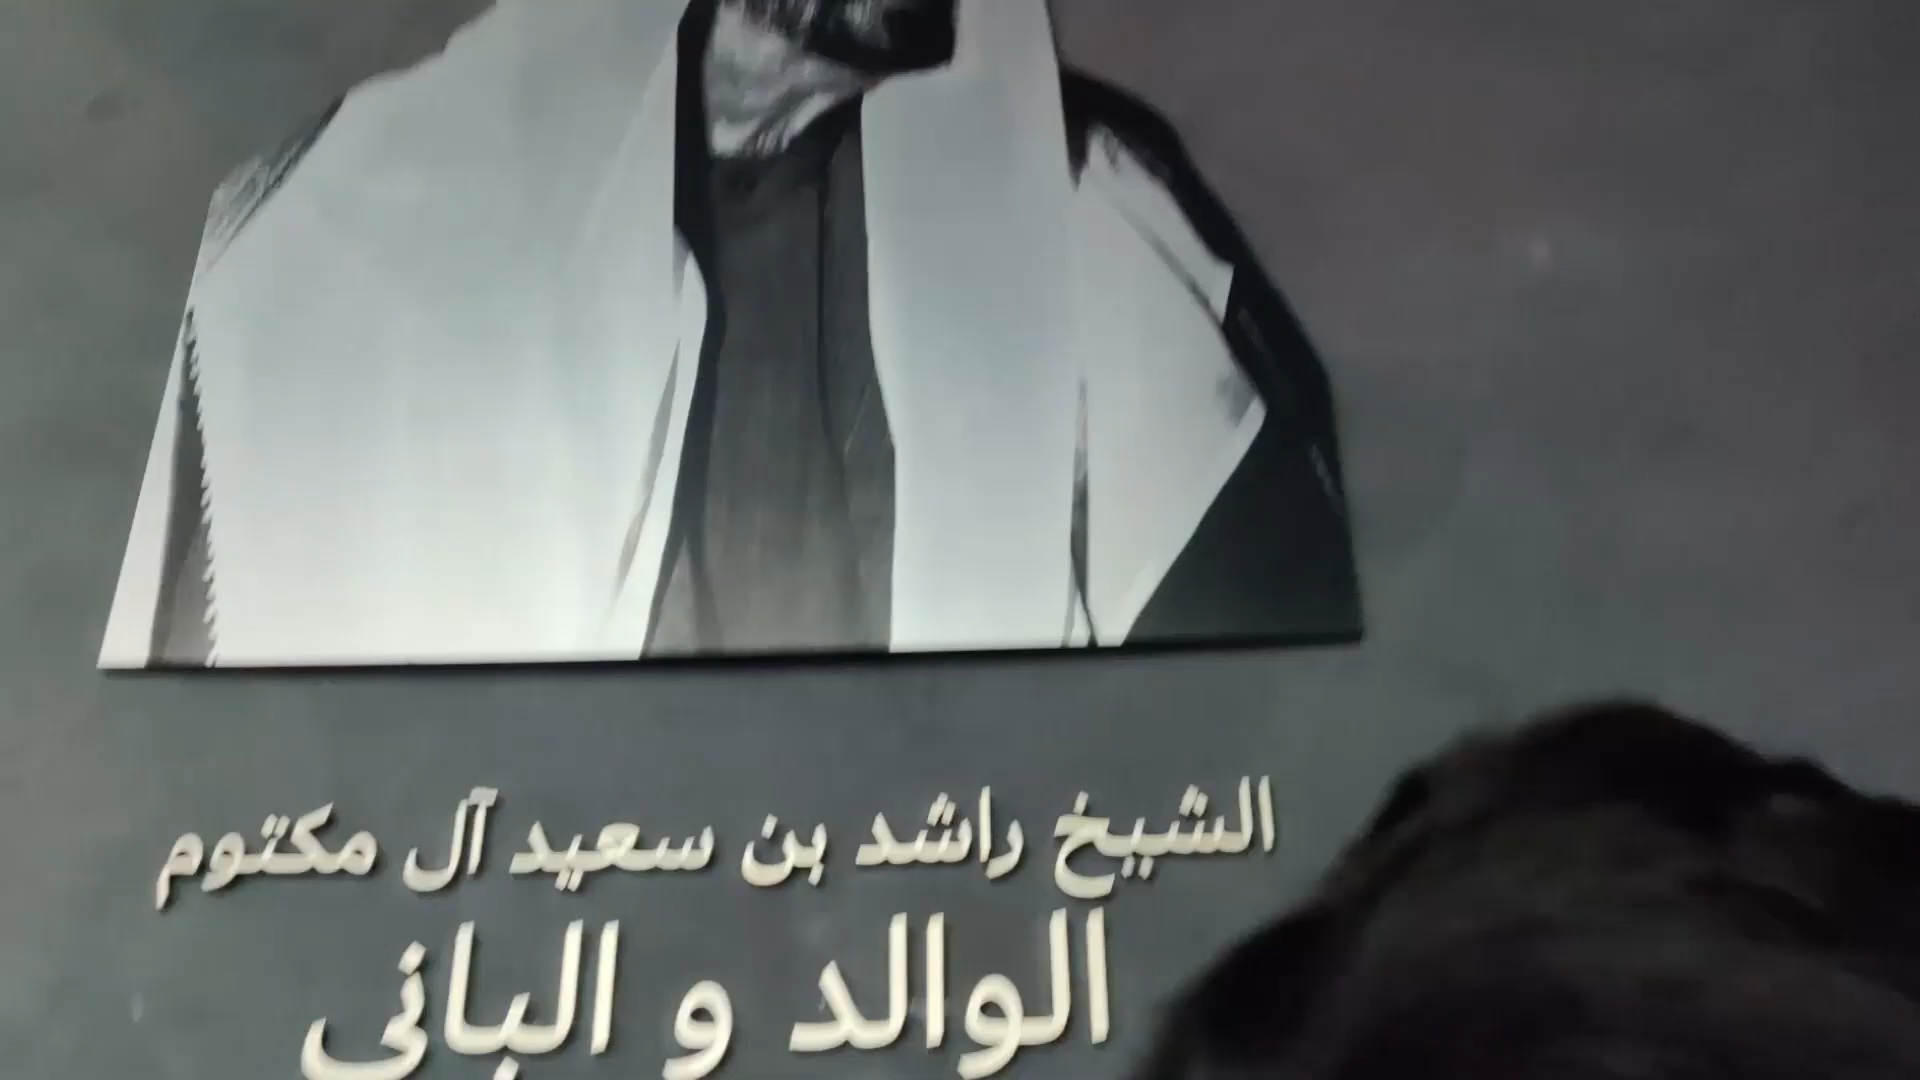 الشيخ راشد بن سعيد آل مكتوم
الوالد و الباني